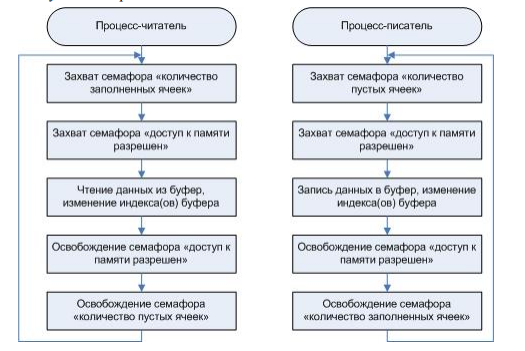 Процесс-читатель
Захват семафора «количество
заполненных ячеек»
Захват семафора «доступ к памяти
разрешен»
Чтение данных из буфер,
изменение индекса(ов) буфера
Освобождение семафора «доступ к
памяти разрешен»
Освобождение семафора
«количество пустых ячеек»
Процесс-писатель
Захват семафора «количество
пустых ячеек»
Захват семафора «доступ к памяти
разрешен»
Запись данных в буфер, изменение
индекса(ов) буфера
Освобождение семафора «доступ к
памяти разрешен»
Освобождение семафора
«количество заполненных ячеек»